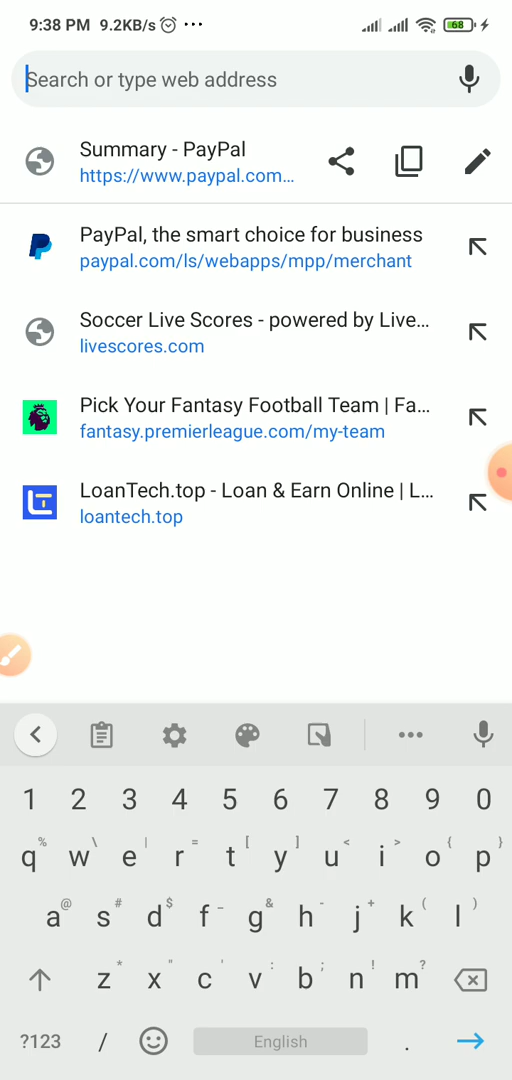 9:38 PM 9.2KB/s ... 68
Search or type web address
Summary - PayPal
https://www.paypal.com...
PayPal, the smart choice for business
paypal.com/ls/webapps/mpp/merchant
Soccer Live Scores - powered by Live...
livescores.com
Pick Your Fantasy Football Team | Fa...
fantasy.premierleague.com/my-team
LoanTech.top - Loan & Earn Online | L...
loantech.top
1 2 3 4 5 6 7 8 9 0
% \ | = [ ] < > { }
q w e r t y u i o p
@ # $ _ & - + ( )
a s d f g h j k l
* " ' : ; ! ?
z x c v b n m
?123 / English .